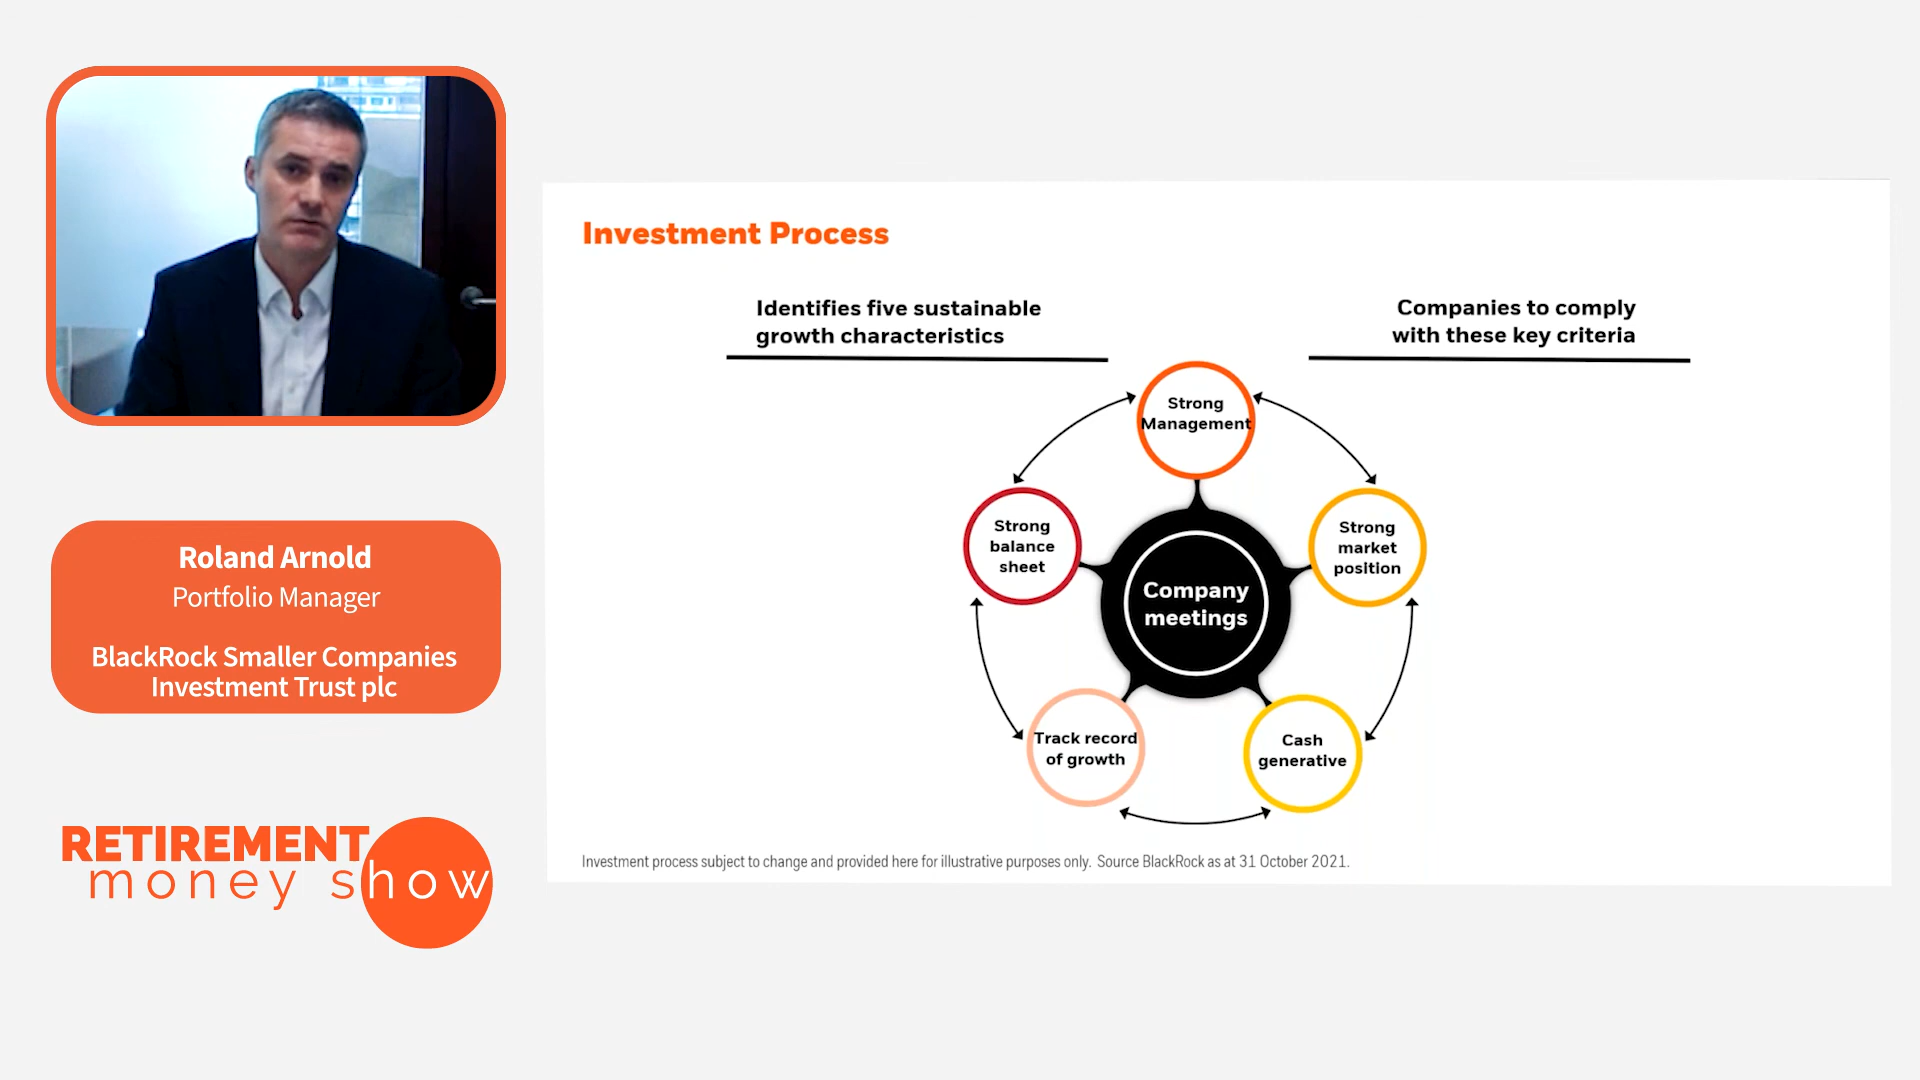 Roland Arnold
Portfolio Manager
BlackRock Smaller Companies
Investment Trust plc
RETIREMENT
money show
Investment Process
Identifies five sustainable
growth characteristics
Companies to comply
with these key criteria
Strong
Management
Strong
balance
sheet
Strong
market
position
Company
meetings
Track record
of growth
Cash
generative
Investment process subject to change and provided here for illustrative purposes only. Source BlackRock as at 31 October 2021.